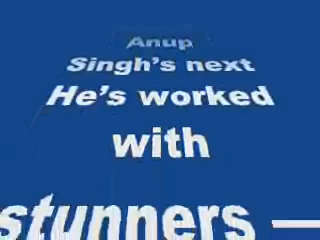 Anup
Singh's next
He's worked
with
stunners —